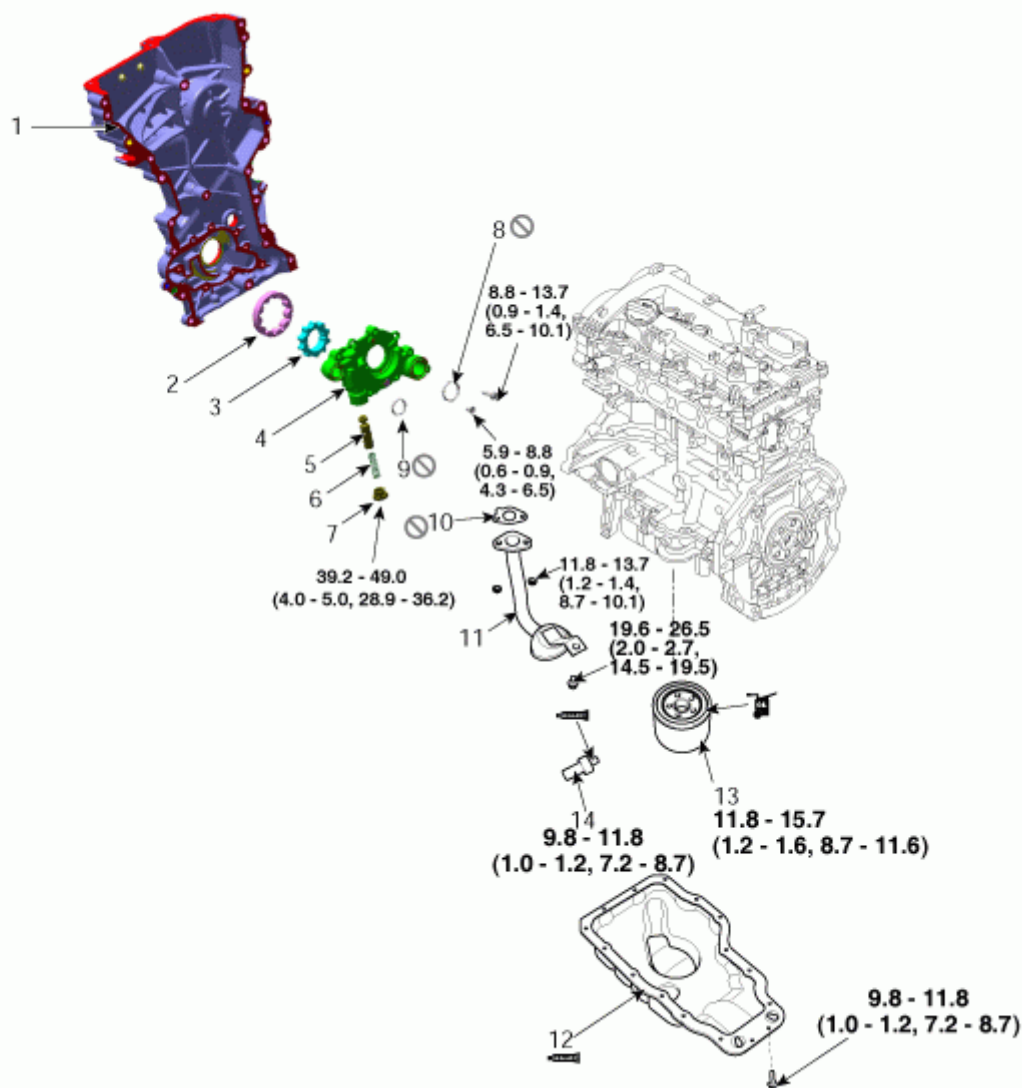 1
8
8.8 - 13.7
(0.9 - 1.4,
6.5 - 10.1)
2
3
4
5
9
5.9 - 8.8
(0.6 - 0.9,
4.3 - 6.5)
6
7
10
39.2 - 49.0
(4.0 - 5.0, 28.9 - 36.2)
11.8 - 13.7
(1.2 - 1.4,
8.7 - 10.1)
11
19.6 - 26.5
(2.0 - 2.7,
14.5 - 19.5)
13
11.8 - 15.7
(1.2 - 1.6, 8.7 - 11.6)
14
9.8 - 11.8
(1.0 - 1.2, 7.2 - 8.7)
9.8 - 11.8
(1.0 - 1.2, 7.2 - 8.7)
12